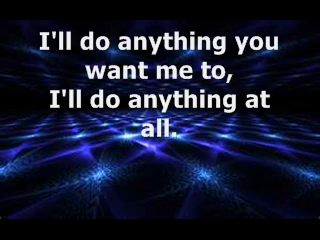 I'll do anything you
want me to,
I'll do anything at
all.